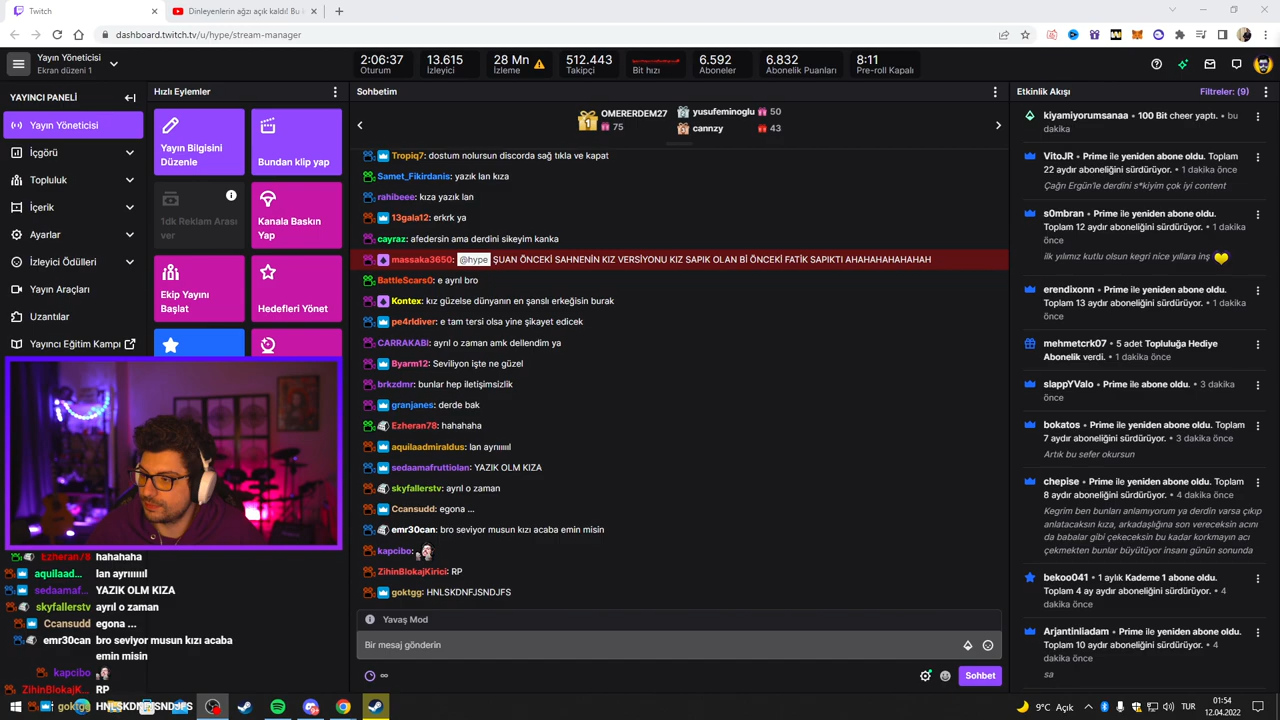 Twitch
Dinleyenlerin ağzı açık kaldı! Bu k
dashboard.twitch.tv/u/hype/stream-manager
Yayın Yöneticisi
Ekran düzeni 1
2:06:37
Oturum
13.615
İzleyici
28 Mn
İzleme
512.443
Takipçi
Bit hızı
6.592
Aboneler
6.832
Abonelik Puanları
8:11
Pre-roll Kapalı
YAYINCI PANELİ
Yayın Yöneticisi
İçgörü
Topluluk
İçerik
Ayarlar
İzleyici Ödülleri
Yayın Araçları
Uzantılar
Yayıncı Eğitim Kampı
Hızlı Eylemler
Yayın Bilgisini
Düzenle
Bundan klip yap
1dk Reklam Arası
ver
Kanala Baskın
Yap
Ekip Yayını
Başlat
Hedefleri Yönet
Sohbetim
1
OMERERDEM27
75
yusufeminoglu 50
cannzy 43
Tropiq7: dostum nolursun discorda sağ tıkla ve kapat
Samet_Fikirdanis: yazık lan kıza
rahibeee: kıza yazık lan
13gala12: erkrk ya
cayraz: afedersin ama derdini sikeyim kanka
massaka3650: @hype ŞUAN ÖNCEKİ SAHNENİN KIZ VERSİYONU KIZ SAPIK OLAN Bİ ÖNCEKİ FATİK SAPIKTI AHAHAHAHAHAHAH
BattleScars0: e ayrıl bro
Kontex: kız güzelse dünyanın en şanslı erkeğisin burak
pe4rldiver: e tam tersi olsa yine şikayet edicek
CARRAKABI: ayrıl o zaman amk dellendim ya
Byarm12: Seviliyon işte ne güzel
brkzdmr: bunlar hep iletişimsizlik
granjanes: derde bak
Ezheran78: hahahaha
aquilaadmiraldus: lan ayrıııııl
sedaamafruttiolan: YAZIK OLM KIZA
skyfallerstv: ayrıl o zaman
Ccansudd: egona ...
emr30can: bro seviyor musun kızı acaba emin misin
kapcibo:
ZihinBlokajKirici: RP
goktgg: HNLSKDNFJSNDJFS
Yavaş Mod
Bir mesaj gönderin
∞
Sohbet
Etkinlik Akışı
Filtreler: (9)
kiyamiyorumsanaa • 100 Bit cheer yaptı. • bu
dakika
VitoJR • Prime ile yeniden abone oldu. Toplam
22 aydır aboneliğini sürdürüyor. • 1 dakika önce
Çağrı Ergün'le derdini s*kiyim çok iyi content
s0mbran • Prime ile yeniden abone oldu.
Toplam 12 aydır aboneliğini sürdürüyor. • 1 dakika
önce
ilk yılımız kutlu olsun kegri nice yıllara inş
erendixonn • Prime ile yeniden abone oldu.
Toplam 13 aydır aboneliğini sürdürüyor. • 1 dakika
önce
mehmetcrk07 • 5 adet Topluluğa Hediye
Abonelik verdi. • 1 dakika önce
slappYValo • Prime ile abone oldu. • 3 dakika
önce
bokatos • Prime ile yeniden abone oldu. Toplam
7 aydır aboneliğini sürdürüyor. • 3 dakika önce
Artık bu sefer okursun
chepise • Prime ile yeniden abone oldu. Toplam
8 aydır aboneliğini sürdürüyor. • 4 dakika önce
Kegrim ben bunları anlamıyorum ya derdin varsa çıkıp
anlatacaksın kıza, arkadaşlığına son vereceksin acını
da babalar gibi çekeceksin bu kadar korkmayın acı
çekmekten bunlar büyütüyor insanı günün sonunda
bekoo041 • 1 aylık Kademe 1 abone oldu.
Toplam 4 ay aydır aboneliğini sürdürüyor. • 4
dakika önce
Arjantinliadam • Prime ile yeniden abone oldu.
Toplam 10 aydır aboneliğini sürdürüyor. • 4
dakika önce
sa
Ezheran78 hahahaha
aquilaad... lan ayrıııııl
sedaamaf... YAZIK OLM KIZA
skyfallerstv ayrıl o zaman
Ccansudd egona ...
emr30can bro seviyor musun kızı acaba
emin misin
kapcibo
ZihinBlokajK... RP
goktgg HNLSKDNFJSNDJFS
9°C Açık
TUR
01:54
12.04.2022